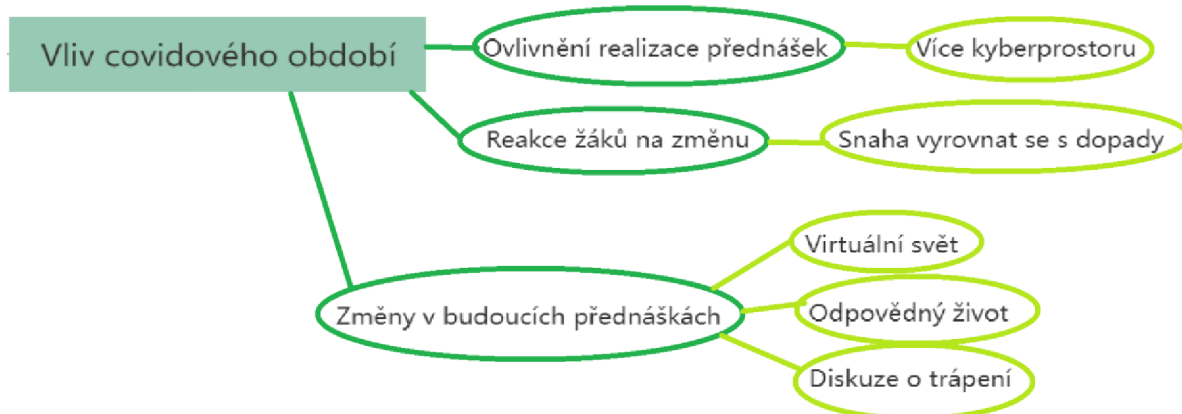 Vliv covidového období
Ovlivnění realizace přednášek
Více kyberprostoru
Reakce žáků na změnu
Snaha vyrovnat se s dopady
Změny v budoucích přednáškách
Virtuální svět
Odpovědný život
Diskuze o trápení